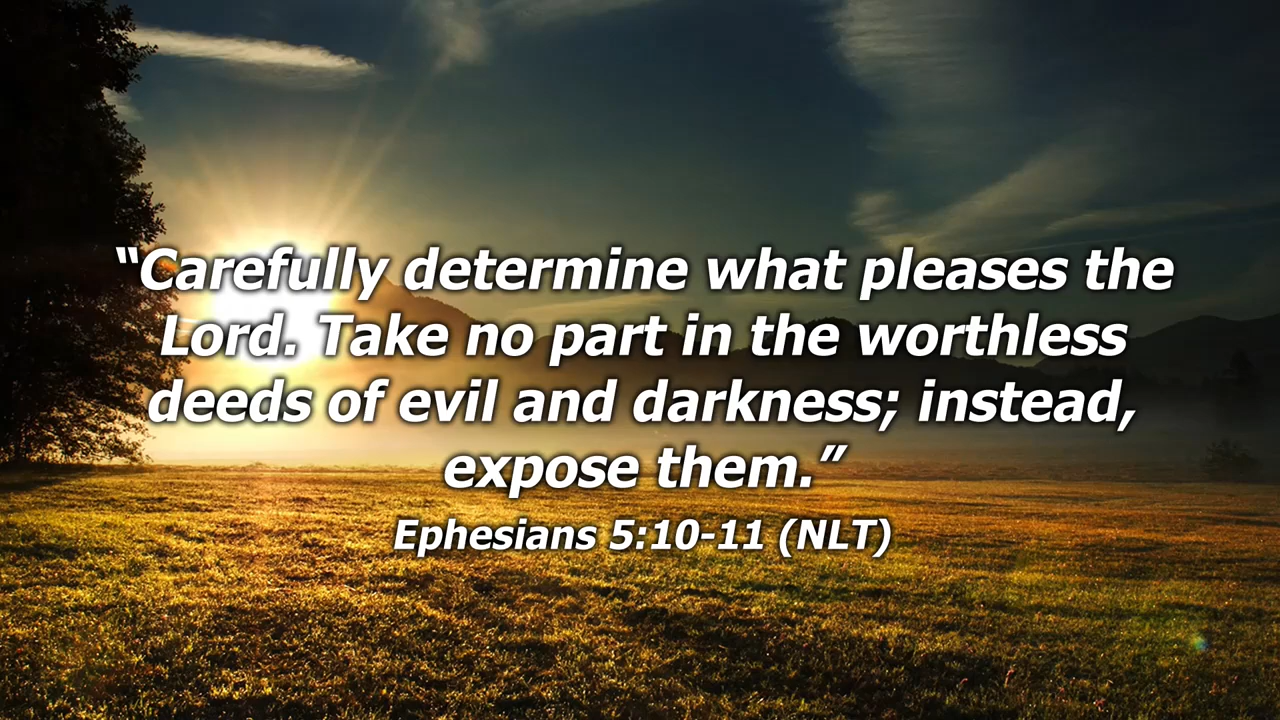 “Carefully determine what pleases the
Lord. Take no part in the worthless
deeds of evil and darkness; instead,
expose them.”
Ephesians 5:10-11 (NLT)